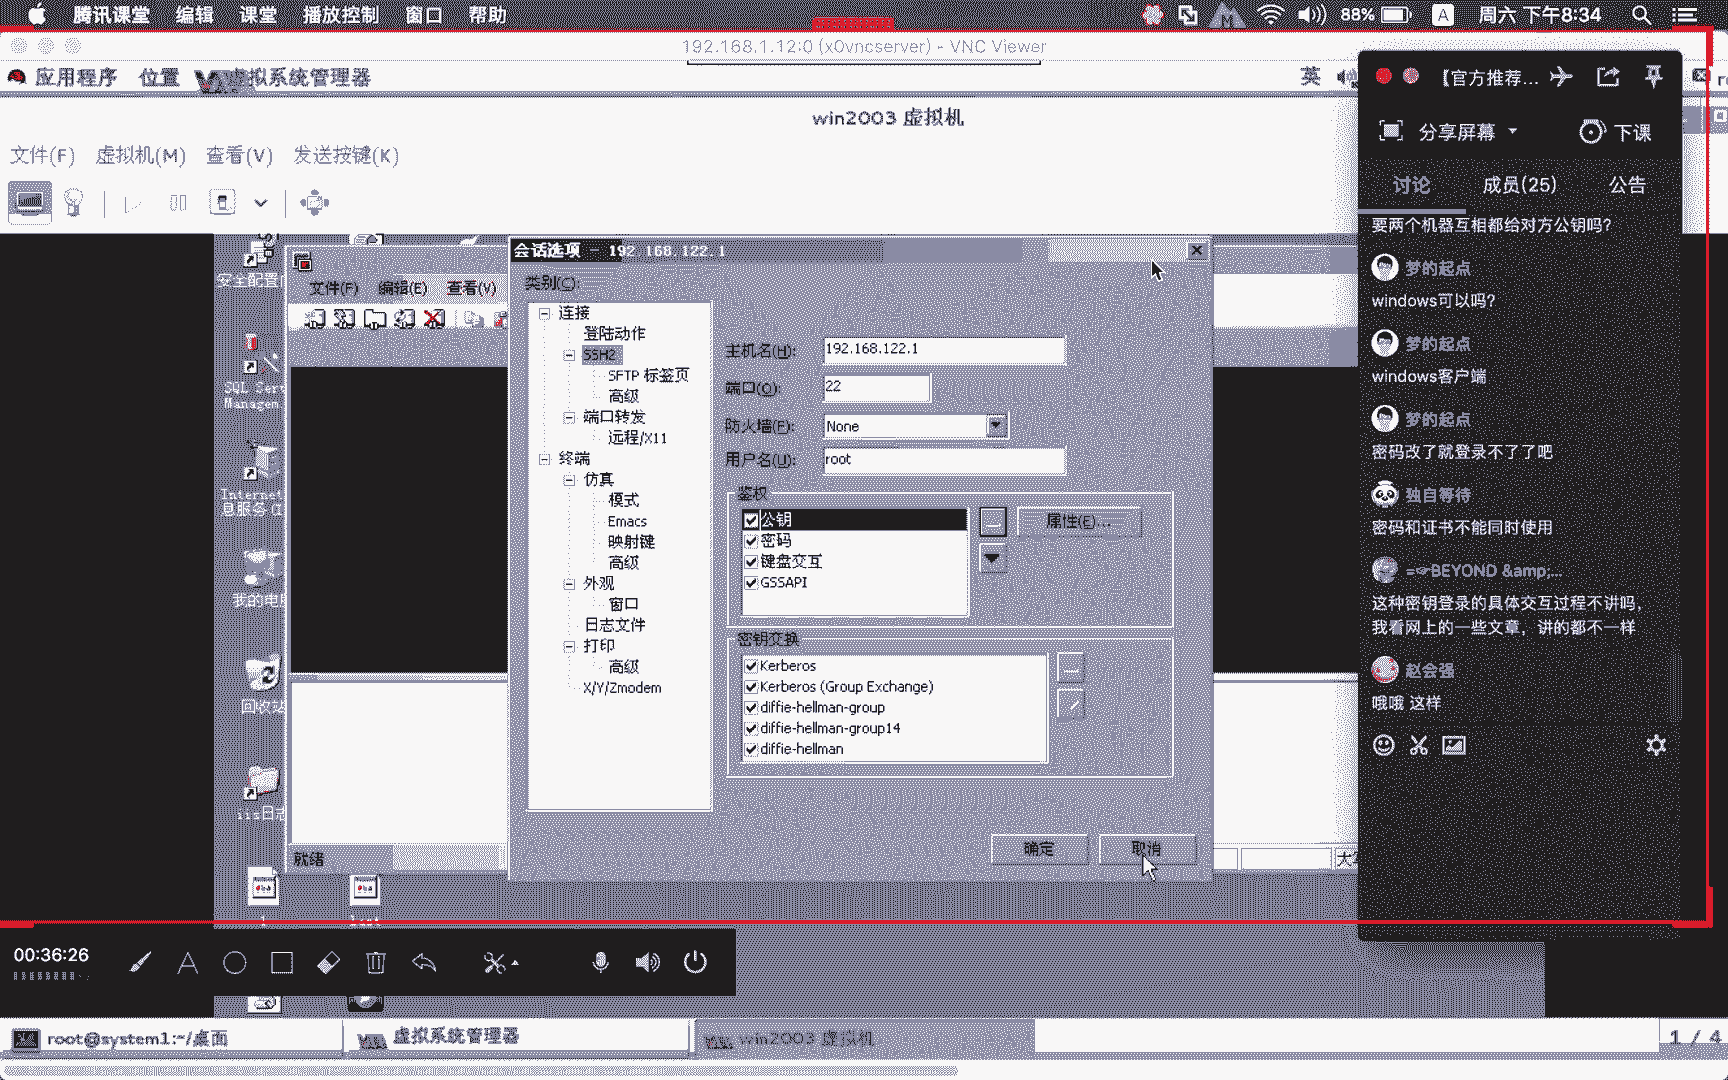 腾讯课堂 编辑 课堂 播放控制 窗口 帮助 88% A 周六 下午8:34
192.168.1.12:0 (x0vncserver) - VNC Viewer
应用程序 位置 虚拟系统管理器 英
win2003 虚拟机
文件(F) 虚拟机(M) 查看(V) 发送按键(K)
安全配置
SQL Serv
Managem
Internet
息服务(I
我的电脑
回收站
iis日志
文件(F) 编辑(E) 查看(V)
就绪
会话选项 - 192.168.122.1
类别(C):
连接
登陆动作
SSH2
SFTP 标签页
高级
端口转发
远程/X11
终端
仿真
模式
Emacs
映射键
高级
外观
窗口
日志文件
打印
高级
X/Y/Zmodem
主机名(H): 192.168.122.1
端口(O): 22
防火墙(F): None
用户名(U): root
鉴权
公钥
密码
键盘交互
GSSAPI
属性(E)...
密钥交换
Kerberos
Kerberos (Group Exchange)
diffie-hellman-group
diffie-hellman-group14
diffie-hellman
确定 取消
【官方推荐...
分享屏幕 下课
讨论 成员(25) 公告
要两个机器互相都给对方公钥吗?
梦的起点
windows可以吗?
梦的起点
windows客户端
梦的起点
密码改了就登录不了了吧
独自等待
密码和证书不能同时使用
=☞BEYOND &amp;...
这种密钥登录的具体交互过程不讲吗，
我看网上的一些文章，讲的都不一样
赵会强
哦哦 这样
00:36:26
root@system1:~/桌面 虚拟系统管理器 win2003 虚拟机 1 / 4